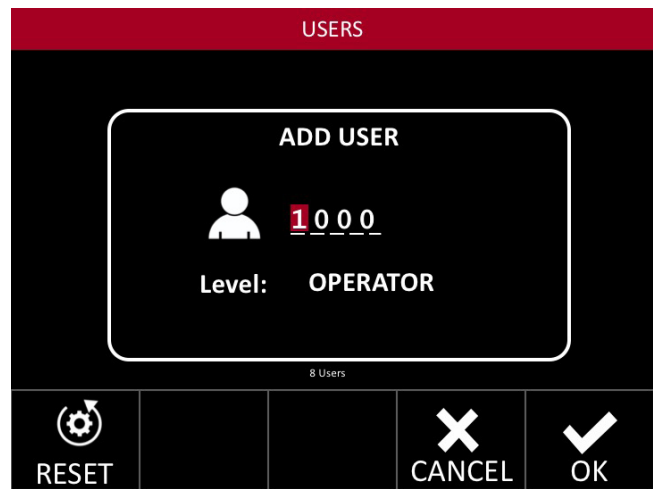 USERS
ADD USER
1000
Level: OPERATOR
8 Users
RESET CANCEL OK